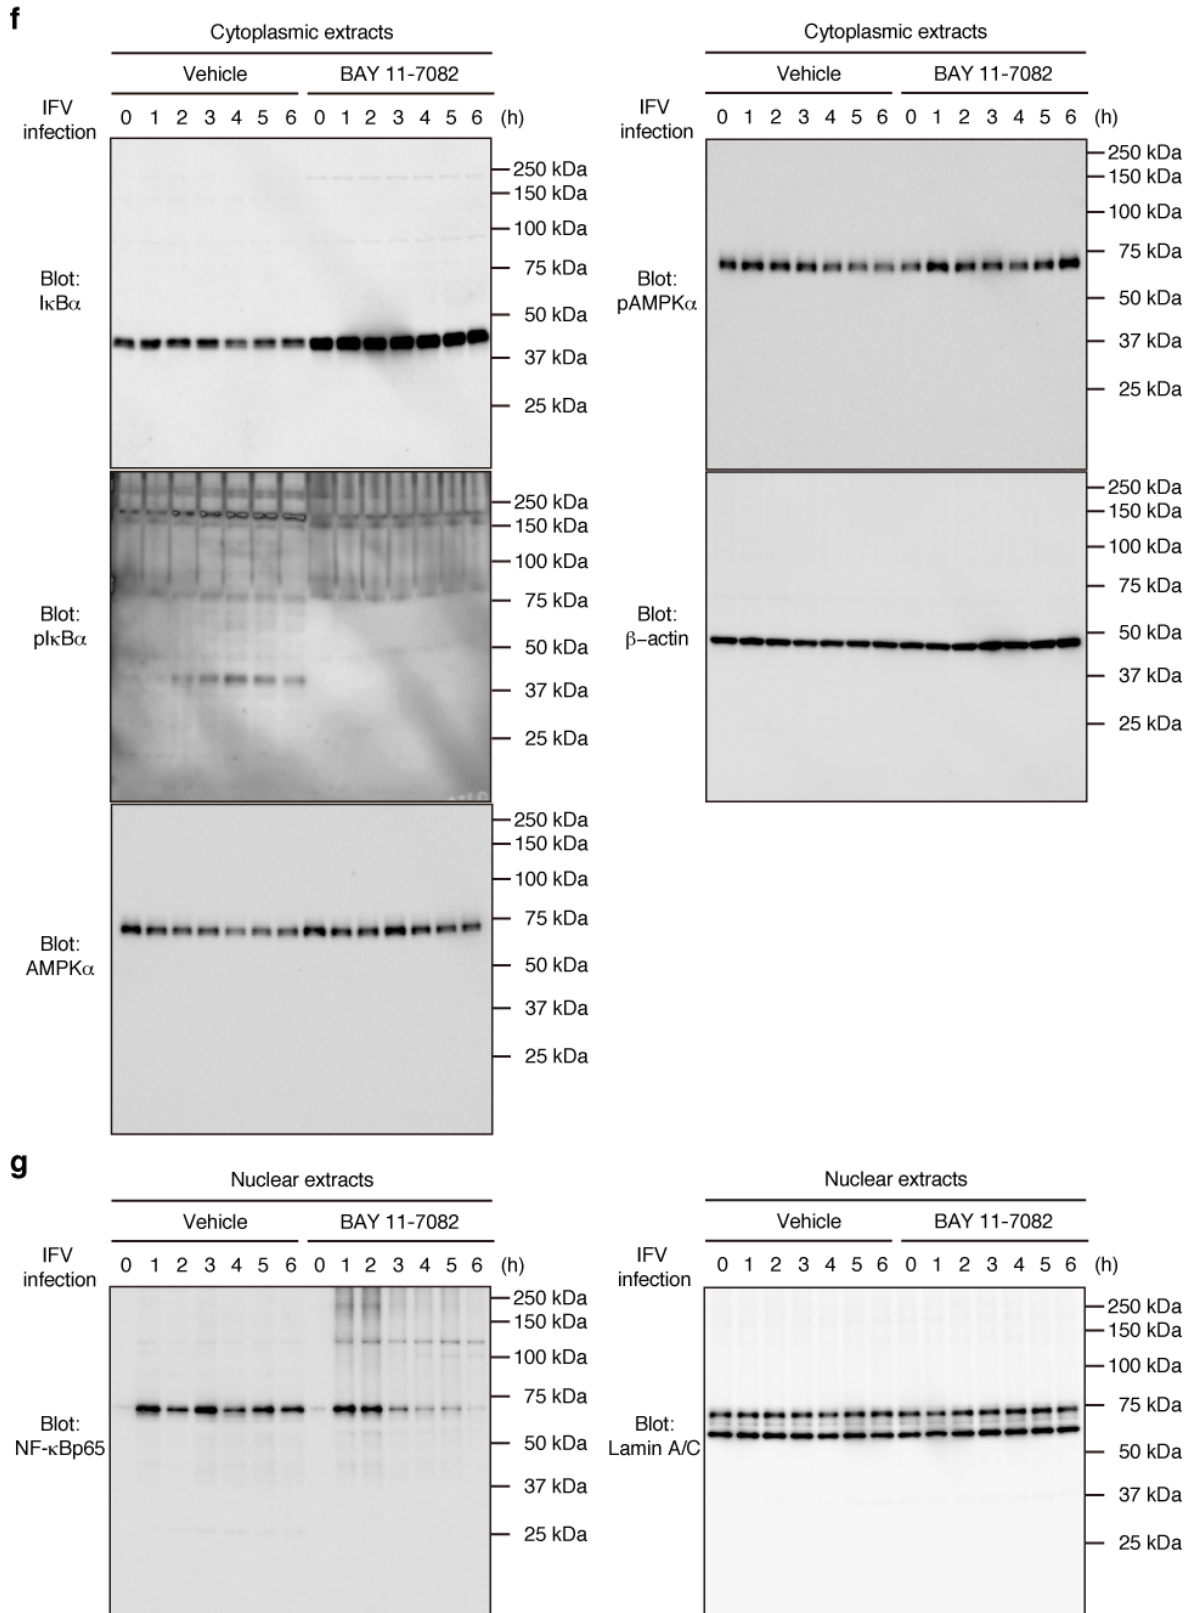 f
Cytoplasmic extracts
Vehicle BAY 11-7082
IFV infection 0 1 2 3 4 5 6 0 1 2 3 4 5 6 (h)
Blot:
IκBα
250 kDa
150 kDa
100 kDa
75 kDa
50 kDa
37 kDa
25 kDa
Blot:
pIκBα
250 kDa
150 kDa
100 kDa
75 kDa
50 kDa
37 kDa
25 kDa
Blot:
AMPKα
250 kDa
150 kDa
100 kDa
75 kDa
50 kDa
37 kDa
25 kDa
Cytoplasmic extracts
Vehicle BAY 11-7082
IFV infection 0 1 2 3 4 5 6 0 1 2 3 4 5 6 (h)
Blot:
pAMPKα
250 kDa
150 kDa
100 kDa
75 kDa
50 kDa
37 kDa
25 kDa
Blot:
β–actin
250 kDa
150 kDa
100 kDa
75 kDa
50 kDa
37 kDa
25 kDa
g
Nuclear extracts
Vehicle BAY 11-7082
IFV infection 0 1 2 3 4 5 6 0 1 2 3 4 5 6 (h)
Blot:
NF-κBp65
250 kDa
150 kDa
100 kDa
75 kDa
50 kDa
37 kDa
25 kDa
Nuclear extracts
Vehicle BAY 11-7082
IFV infection 0 1 2 3 4 5 6 0 1 2 3 4 5 6 (h)
Blot:
Lamin A/C
250 kDa
150 kDa
100 kDa
75 kDa
50 kDa
37 kDa
25 kDa